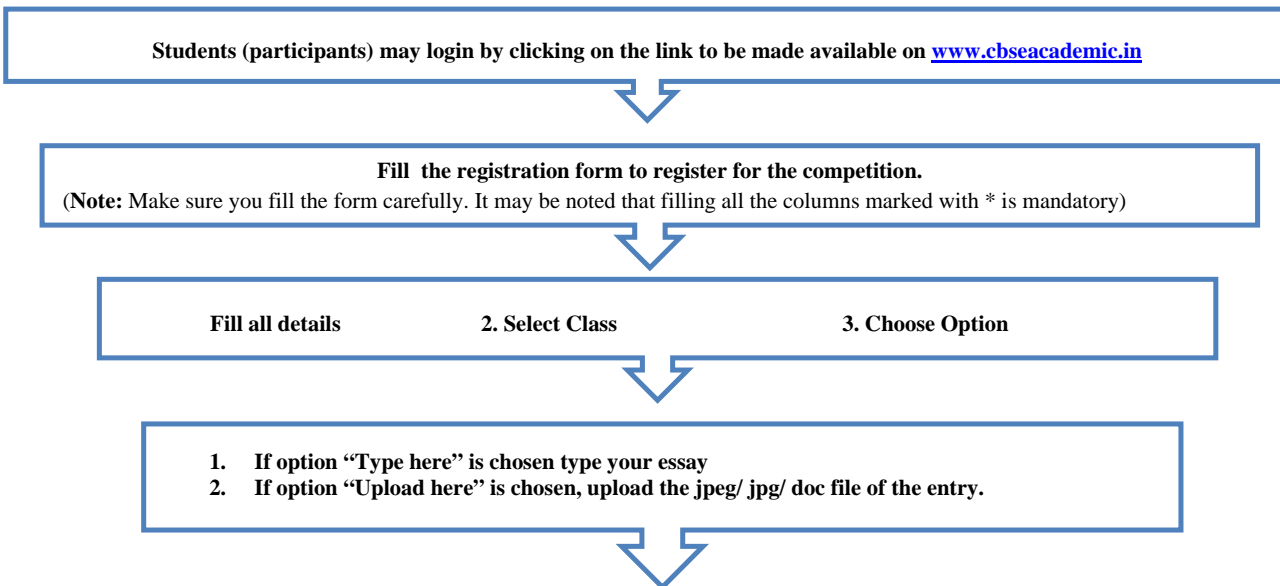 Students (participants) may login by clicking on the link to be made available on www.cbseacademic.in
Fill the registration form to register for the competition.
(Note: Make sure you fill the form carefully. It may be noted that filling all the columns marked with * is mandatory)
Fill all details 2. Select Class 3. Choose Option
1. If option “Type here” is chosen type your essay
2. If option “Upload here” is chosen, upload the jpeg/ jpg/ doc file of the entry.